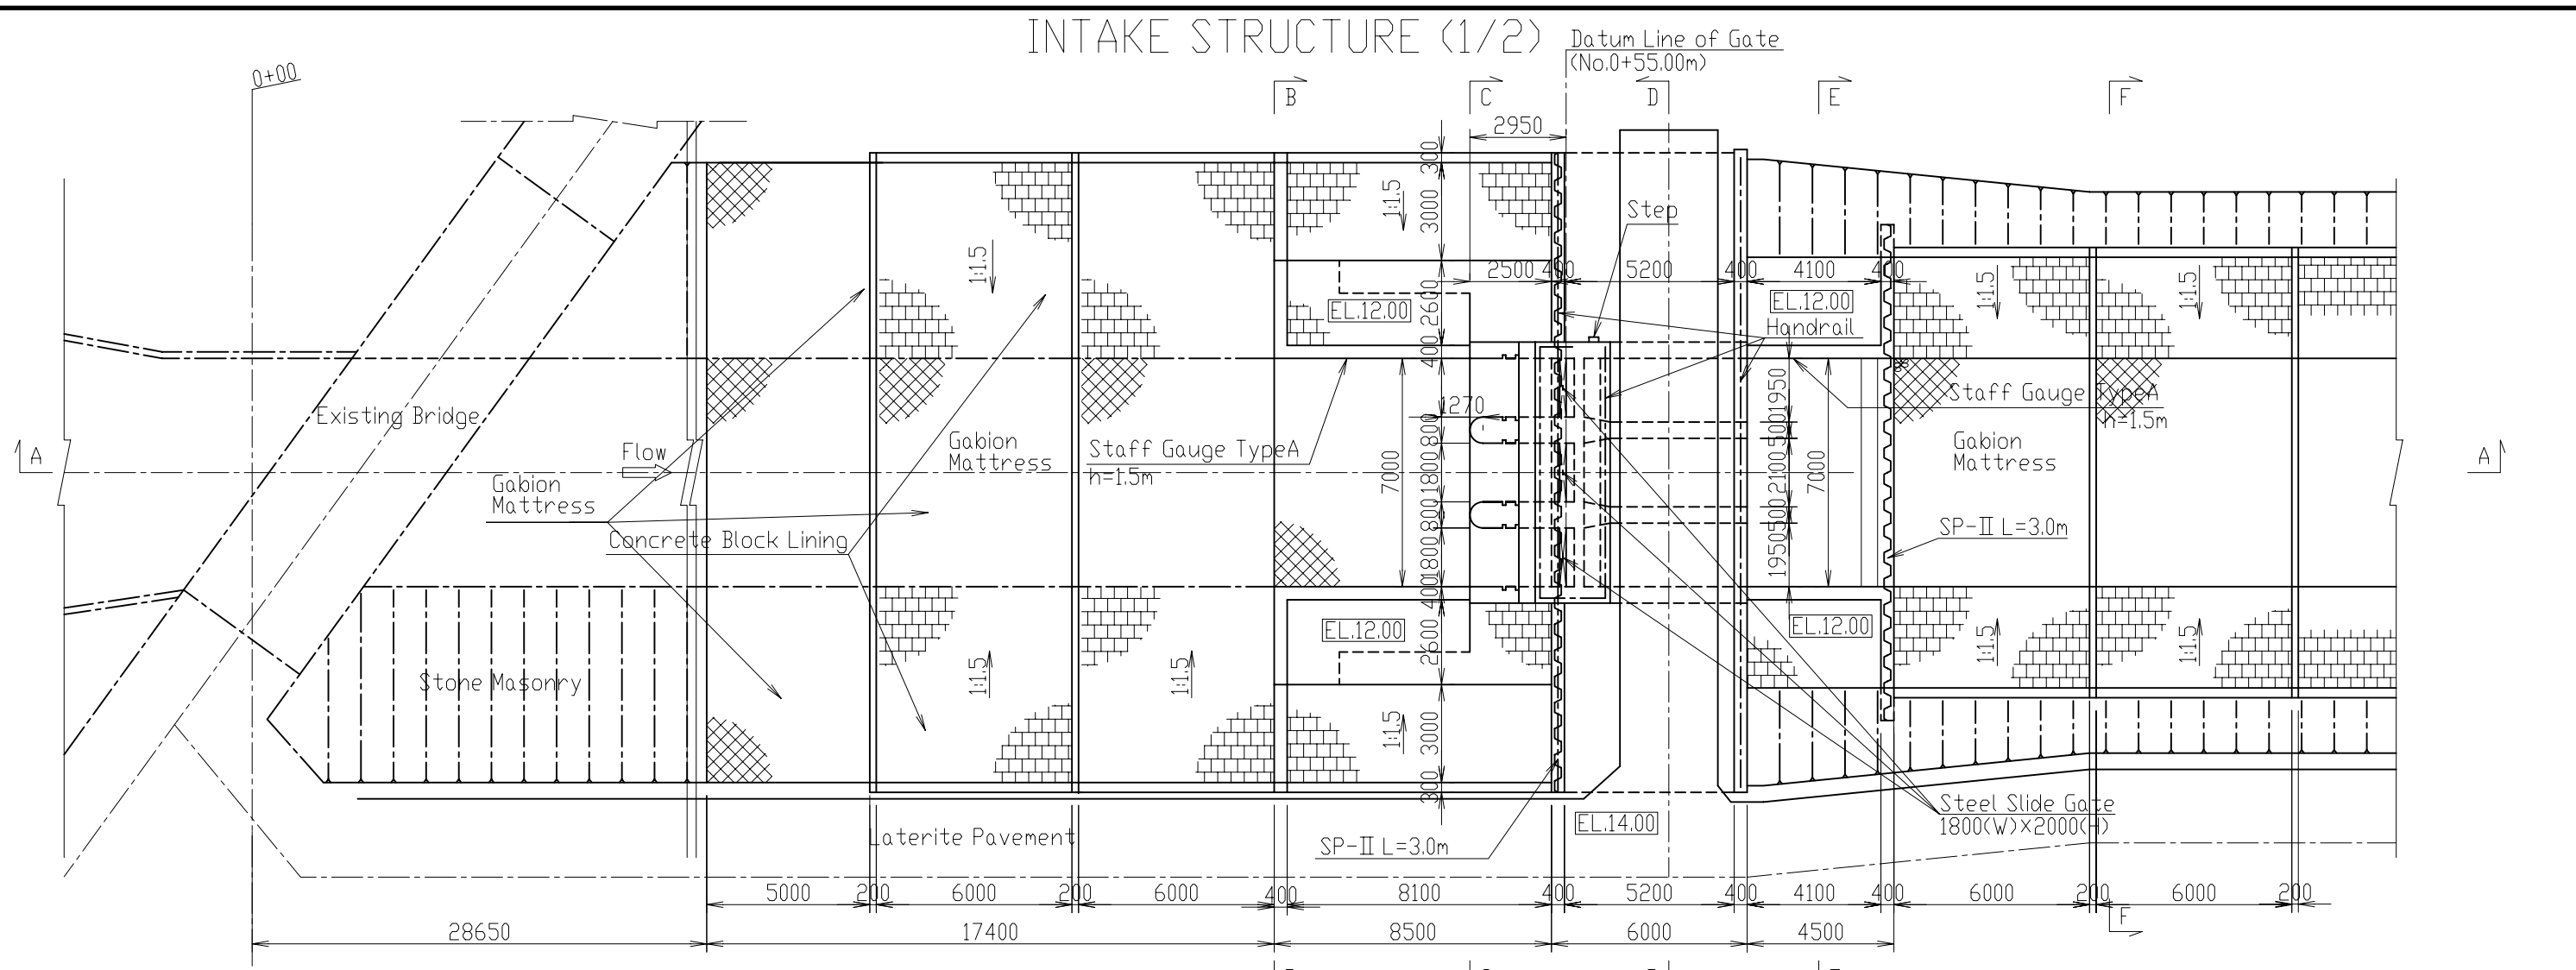 INTAKE STRUCTURE (1/2)
Datum Line of Gate
(No.0+55.00m)
0+00
B
C
D
E
F
2950
300
3000
1:1.5
Step
1:1.5
2500
400
5200
400
4100
400
1:1.5
1:1.5
EL.12.00
2600
EL.12.00
Handrail
400
Existing Bridge
1270
1950
Staff Gauge TypeA
h=1.5m
Flow
Gabion
Mattress
Staff Gauge TypeA
h=1.5m
800
500
Gabion
Mattress
A
A
Gabion
Mattress
7000
1800
2100
7000
800
500
SP-II L=3.0m
Concrete Block Lining
1800
1950
400
EL.12.00
EL.12.00
2600
1:1.5
1:1.5
1:1.5
1:1.5
Stone Masonry
1:1.5
3000
300
Steel Slide Gate
1800(W)×2000(H)
EL.14.00
Laterite Pavement
SP-II L=3.0m
5000
200
6000
200
6000
400
8100
400
5200
400
4100
400
6000
200
6000
200
F
28650
17400
8500
6000
4500